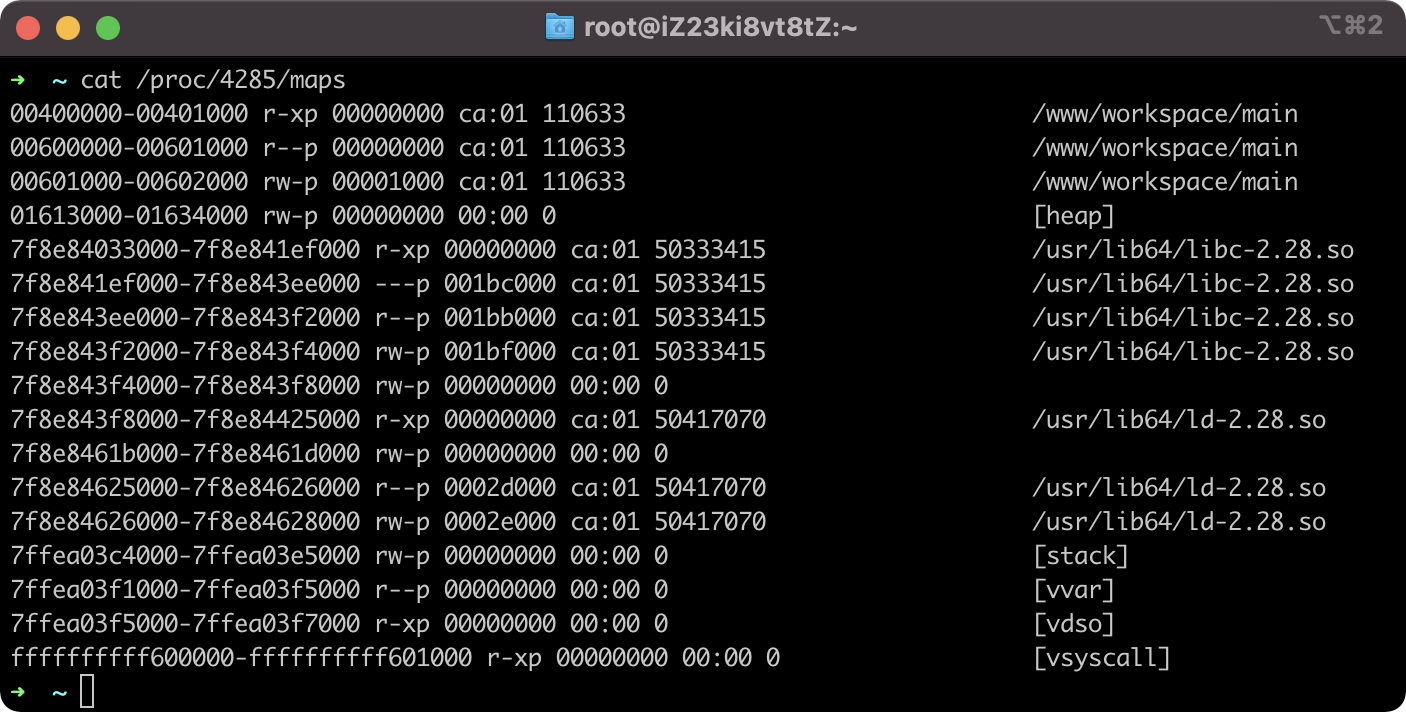 root@iZ23ki8vt8tZ:~ ⌥⌘2
➜ ~ cat /proc/4285/maps
00400000-00401000 r-xp 00000000 ca:01 110633 /www/workspace/main
00600000-00601000 r--p 00000000 ca:01 110633 /www/workspace/main
00601000-00602000 rw-p 00001000 ca:01 110633 /www/workspace/main
01613000-01634000 rw-p 00000000 00:00 0 [heap]
7f8e84033000-7f8e841ef000 r-xp 00000000 ca:01 50333415 /usr/lib64/libc-2.28.so
7f8e841ef000-7f8e843ee000 ---p 001bc000 ca:01 50333415 /usr/lib64/libc-2.28.so
7f8e843ee000-7f8e843f2000 r--p 001bb000 ca:01 50333415 /usr/lib64/libc-2.28.so
7f8e843f2000-7f8e843f4000 rw-p 001bf000 ca:01 50333415 /usr/lib64/libc-2.28.so
7f8e843f4000-7f8e843f8000 rw-p 00000000 00:00 0
7f8e843f8000-7f8e84425000 r-xp 00000000 ca:01 50417070 /usr/lib64/ld-2.28.so
7f8e8461b000-7f8e8461d000 rw-p 00000000 00:00 0
7f8e84625000-7f8e84626000 r--p 0002d000 ca:01 50417070 /usr/lib64/ld-2.28.so
7f8e84626000-7f8e84628000 rw-p 0002e000 ca:01 50417070 /usr/lib64/ld-2.28.so
7ffea03c4000-7ffea03e5000 rw-p 00000000 00:00 0 [stack]
7ffea03f1000-7ffea03f5000 r--p 00000000 00:00 0 [vvar]
7ffea03f5000-7ffea03f7000 r-xp 00000000 00:00 0 [vdso]
ffffffffff600000-ffffffffff601000 r-xp 00000000 00:00 0 [vsyscall]
➜ ~